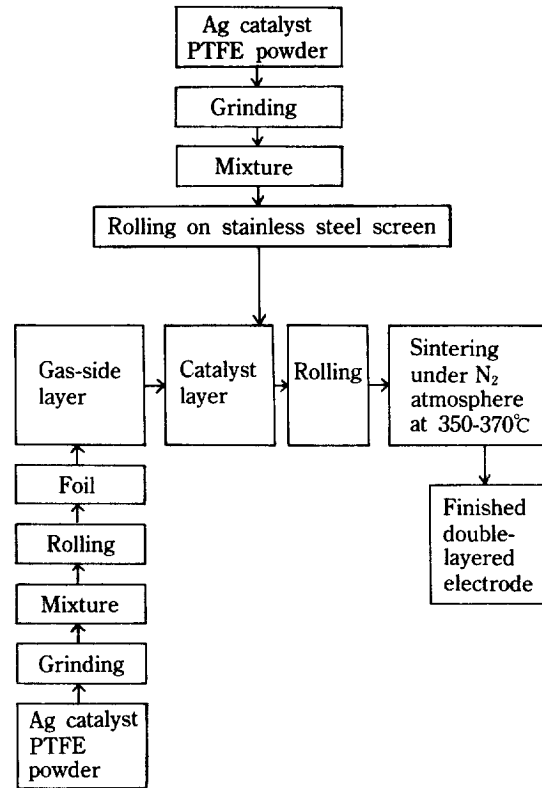 Ag catalyst
PTFE powder
Grinding
Mixture
Rolling on stainless steel screen
Gas-side
layer
Catalyst
layer
Rolling
Sintering
under N₂
atmosphere
at 350-370℃
Foil
Rolling
Mixture
Grinding
Ag catalyst
PTFE
powder
Finished
double-
layered
electrode